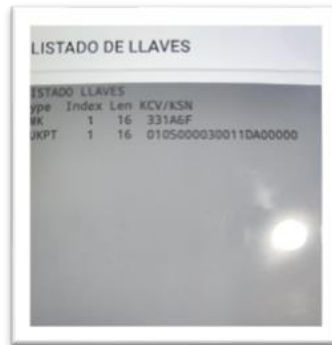 LISTADO DE LLAVES
ISTADO LLAVES
ype Index Len KCV/KSN
MK 1 16 331A6F
UKPT 1 16 0105000030011DA00000